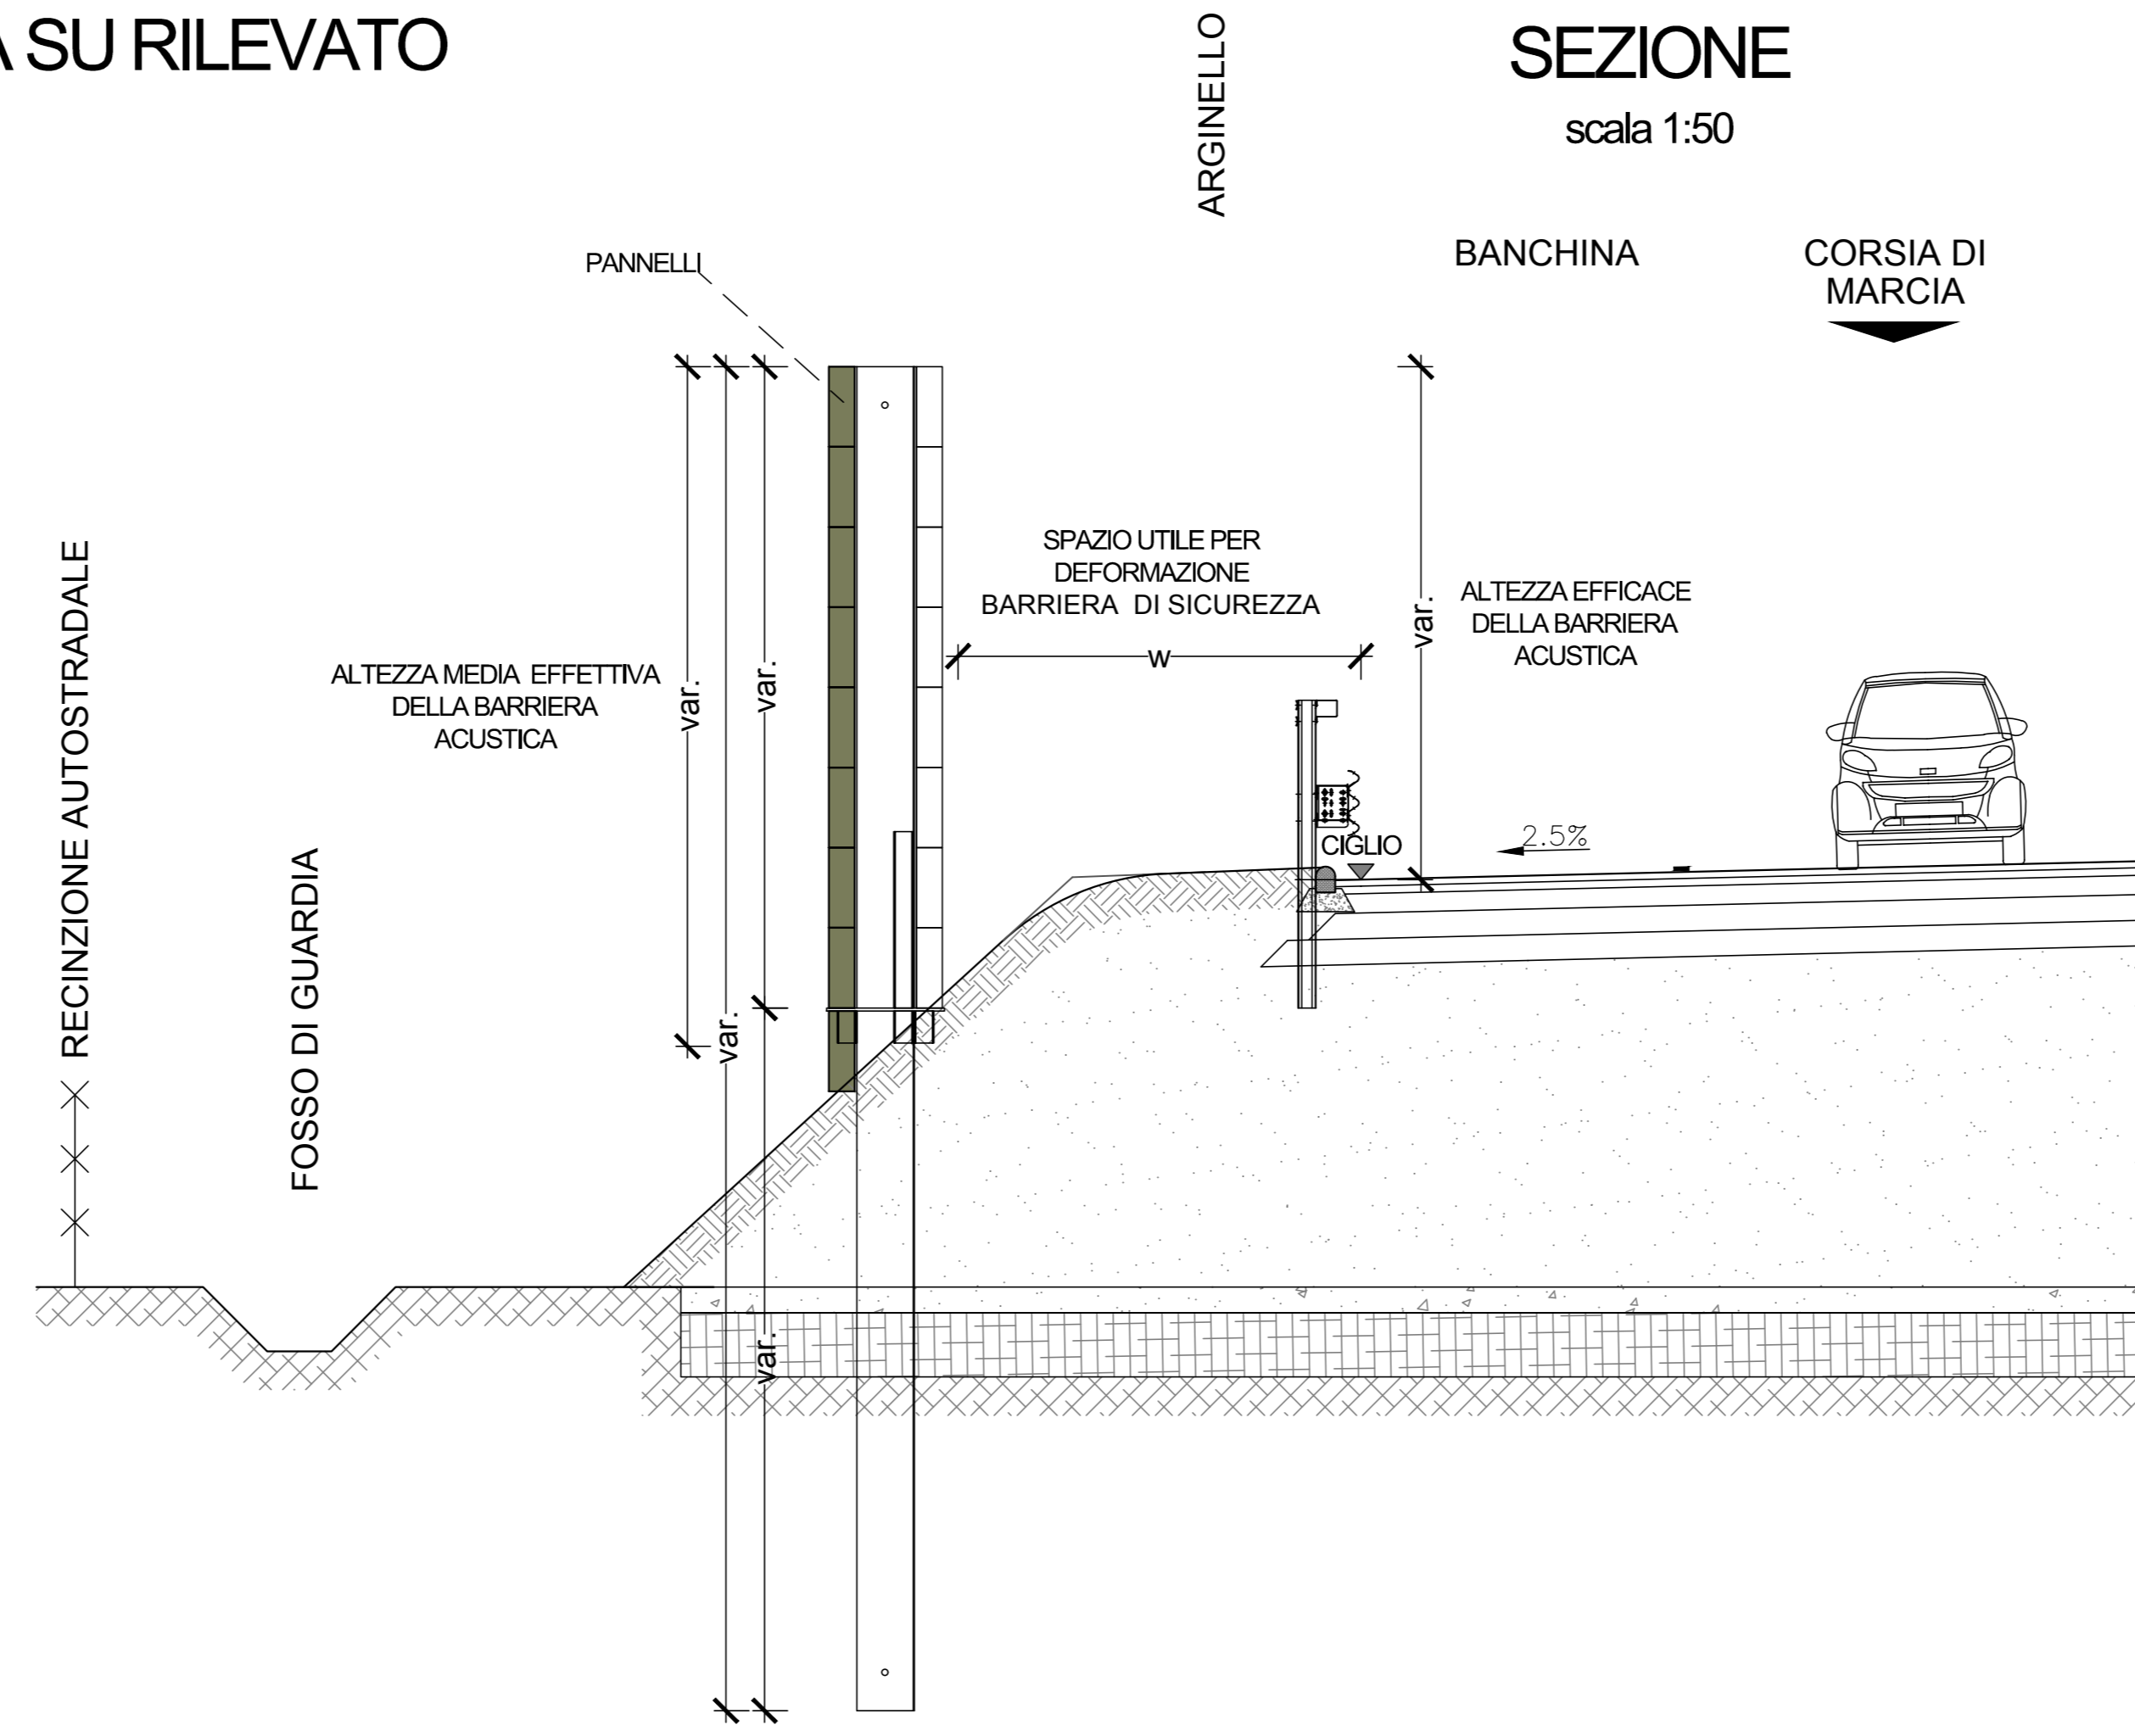 A SU RILEVATO
SEZIONE
scala 1:50
ARGINELLO
BANCHINA
CORSIA DI
MARCIA
PANNELLI
SPAZIO UTILE PER
DEFORMAZIONE
BARRIERA DI SICUREZZA
w
ALTEZZA EFFICACE
DELLA BARRIERA
ACUSTICA
var.
ALTEZZA MEDIA EFFETTIVA
DELLA BARRIERA
ACUSTICA
var.
var.
var.
var.
RECINZIONE AUTOSTRADALE
FOSSO DI GUARDIA
CIGLIO
2.5%